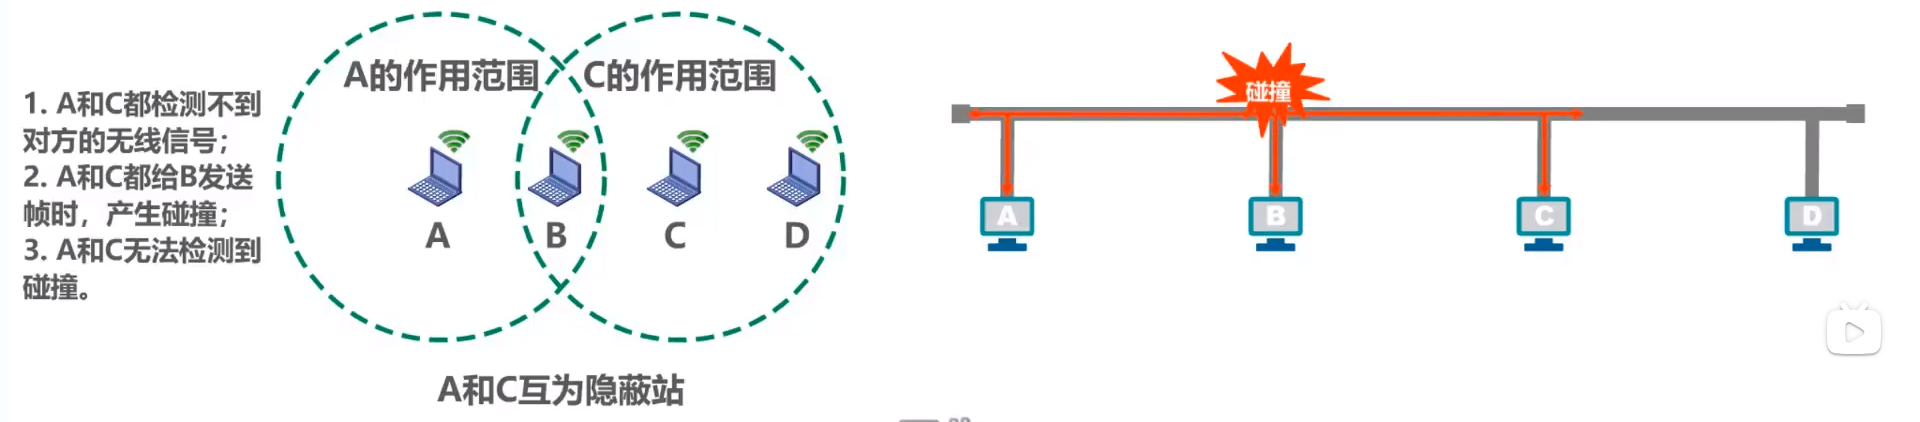 A的作用范围
C的作用范围
1. A和C都检测不到
对方的无线信号；
2. A和C都给B发送
帧时，产生碰撞；
3. A和C无法检测到
碰撞。
A
B
C
D
A和C互为隐蔽站
碰撞
A
B
C
D